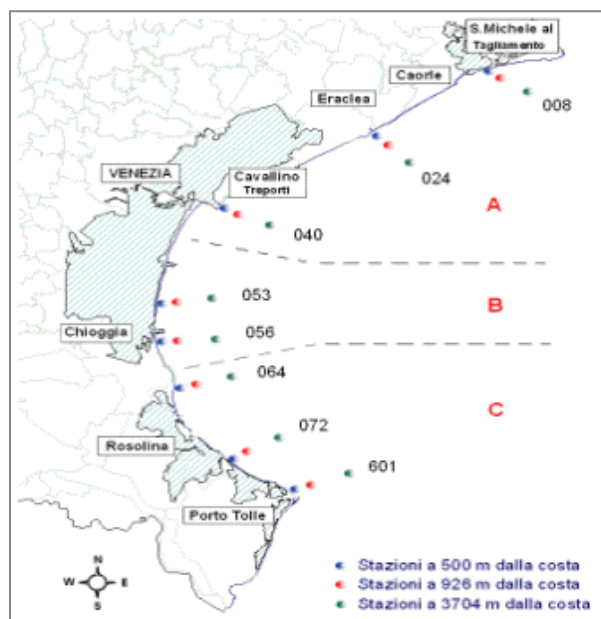 S.Michele al
Tagliamento
Caorle
008
Eraclea
024
VENEZIA
Cavallino
Treporti
A
040
053
B
Chioggia
056
064
C
072
Rosolina
601
Porto Tolle
N
W E
S
Stazioni a 500 m dalla costa
Stazioni a 926 m dalla costa
Stazioni a 3704 m dalla costa